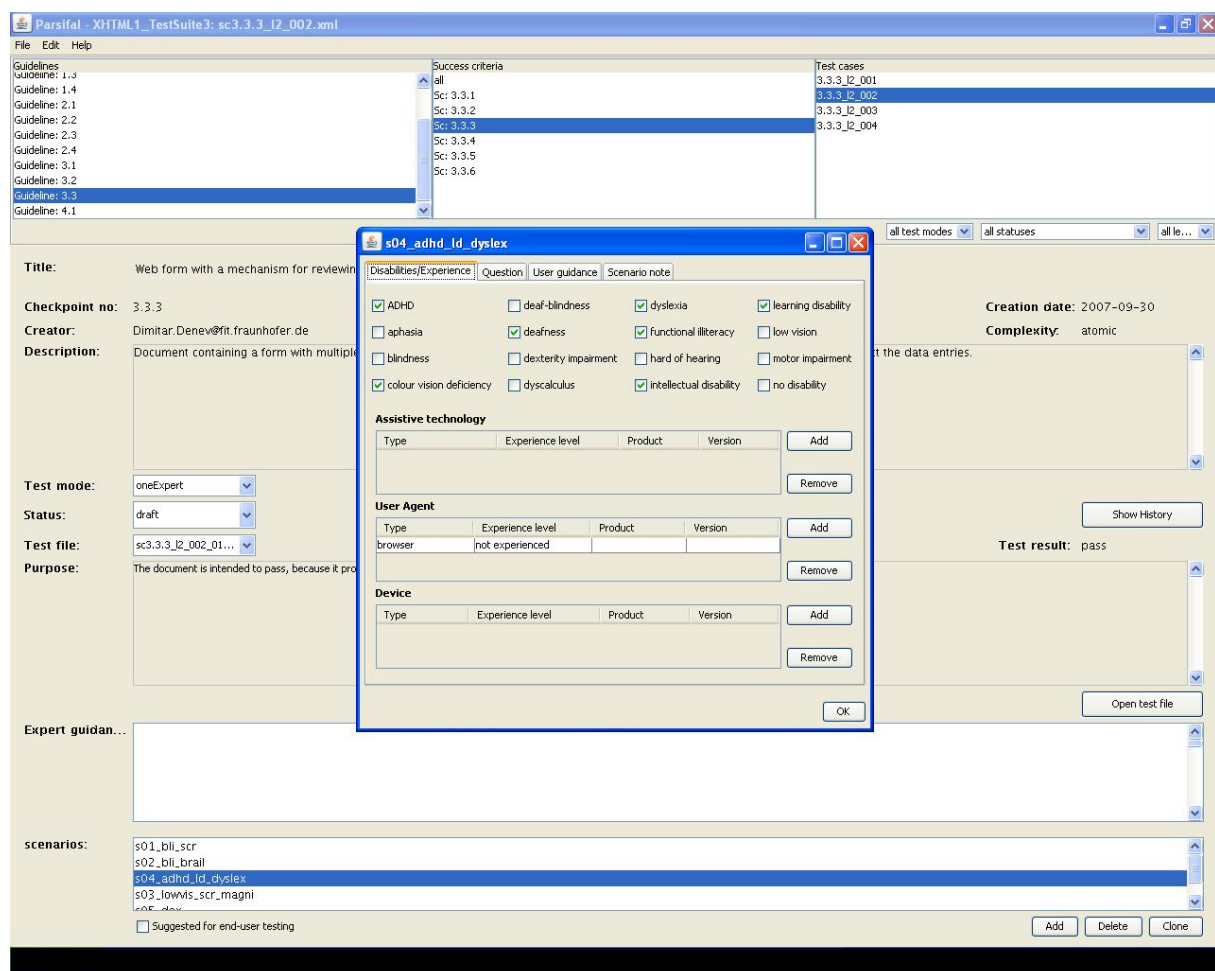 Parsifal - XHTML1_TestSuite3: sc3.3.3_l2_002.xml
File Edit Help
Guidelines Success criteria Test cases
Guideline: 1.3 all 3.3.3_l2_001
Guideline: 1.4 Sc: 3.3.1 3.3.3_l2_002
Guideline: 2.1 Sc: 3.3.2 3.3.3_l2_003
Guideline: 2.2 Sc: 3.3.3 3.3.3_l2_004
Guideline: 2.3 Sc: 3.3.4
Guideline: 2.4 Sc: 3.3.5
Guideline: 3.1 Sc: 3.3.6
Guideline: 3.2
Guideline: 3.3
Guideline: 4.1
all test modes all statuses all le...
Title: Web form with a mechanism for reviewin
Checkpoint no: 3.3.3 Creation date: 2007-09-30
Creator: Dimitar.Denev@fit.fraunhofer.de Complexity: atomic
Description: Document containing a form with multiple t the data entries.
Test mode: oneExpert
Status: draft Show History
Test file: sc3.3.3_l2_002_01... Test result: pass
Purpose: The document is intended to pass, because it pro
Open test file
Expert guidan...
scenarios: s01_bli_scr
s02_bli_brail
s04_adhd_ld_dyslex
s03_lowvis_scr_magni
s05_dex
Suggested for end-user testing Add Delete Clone
s04_adhd_ld_dyslex
Disabilities/Experience Question User guidance Scenario note
ADHD deaf-blindness dyslexia learning disability
aphasia deafness functional illiteracy low vision
blindness dexterity impairment hard of hearing motor impairment
colour vision deficiency dyscalculus intellectual disability no disability
Assistive technology
Type Experience level Product Version Add
Remove
User Agent
Type Experience level Product Version Add
browser not experienced
Remove
Device
Type Experience level Product Version Add
Remove
OK